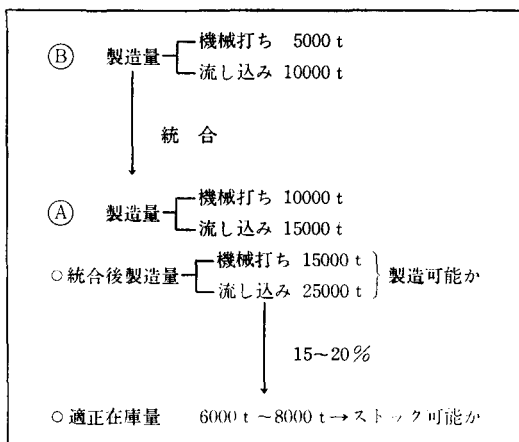 Ⓑ 製造量 機械打ち 5000 t
流し込み 10000 t
統 合
Ⓐ 製造量 機械打ち 10000 t
流し込み 15000 t
○統合後製造量 機械打ち 15000 t
流し込み 25000 t
製造可能か
15~20%
○適正在庫量 6000 t ~8000 t→ストック可能か